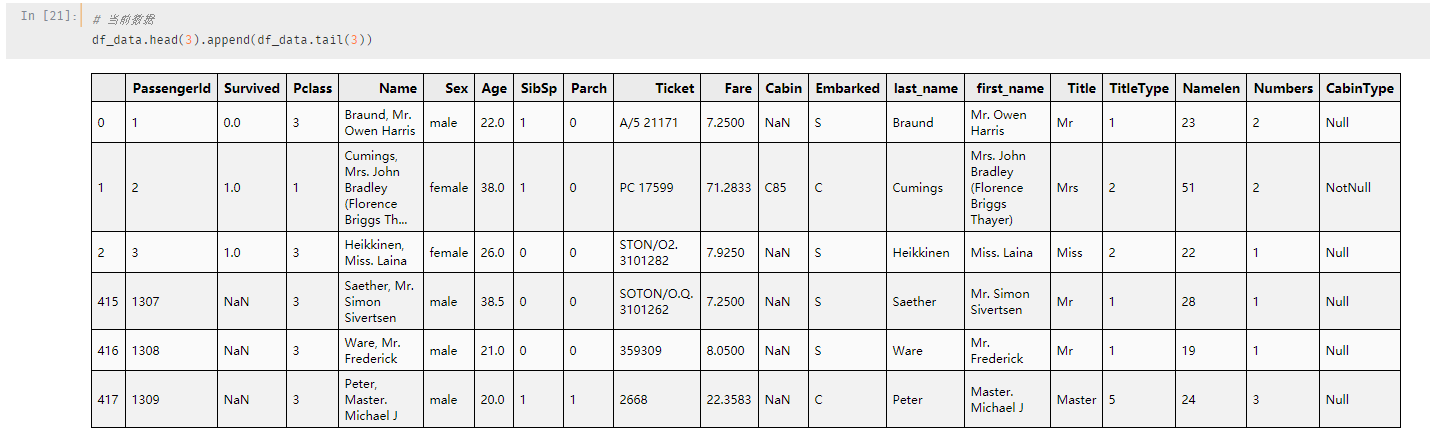 In [21]:
# 当前数据
df_data.head(3).append(df_data.tail(3))
PassengerId Survived Pclass Name Sex Age SibSp Parch Ticket Fare Cabin Embarked last_name first_name Title TitleType Namelen Numbers CabinType
0 1 0.0 3 Braund, Mr. Owen Harris male 22.0 1 0 A/5 21171 7.2500 NaN S Braund Mr. Owen Harris Mr 1 23 2 Null
1 2 1.0 1 Cumings, Mrs. John Bradley (Florence Briggs Th... female 38.0 1 0 PC 17599 71.2833 C85 C Cumings Mrs. John Bradley (Florence Briggs Thayer) Mrs 2 51 2 NotNull
2 3 1.0 3 Heikkinen, Miss. Laina female 26.0 0 0 STON/O2. 3101282 7.9250 NaN S Heikkinen Miss. Laina Miss 2 22 1 Null
415 1307 NaN 3 Saether, Mr. Simon Sivertsen male 38.5 0 0 SOTON/O.Q. 3101262 7.2500 NaN S Saether Mr. Simon Sivertsen Mr 1 28 1 Null
416 1308 NaN 3 Ware, Mr. Frederick male 21.0 0 0 359309 8.0500 NaN S Ware Mr. Frederick Mr 1 19 1 Null
417 1309 NaN 3 Peter, Master. Michael J male 20.0 1 1 2668 22.3583 NaN C Peter Master. Michael J Master 5 24 3 Null